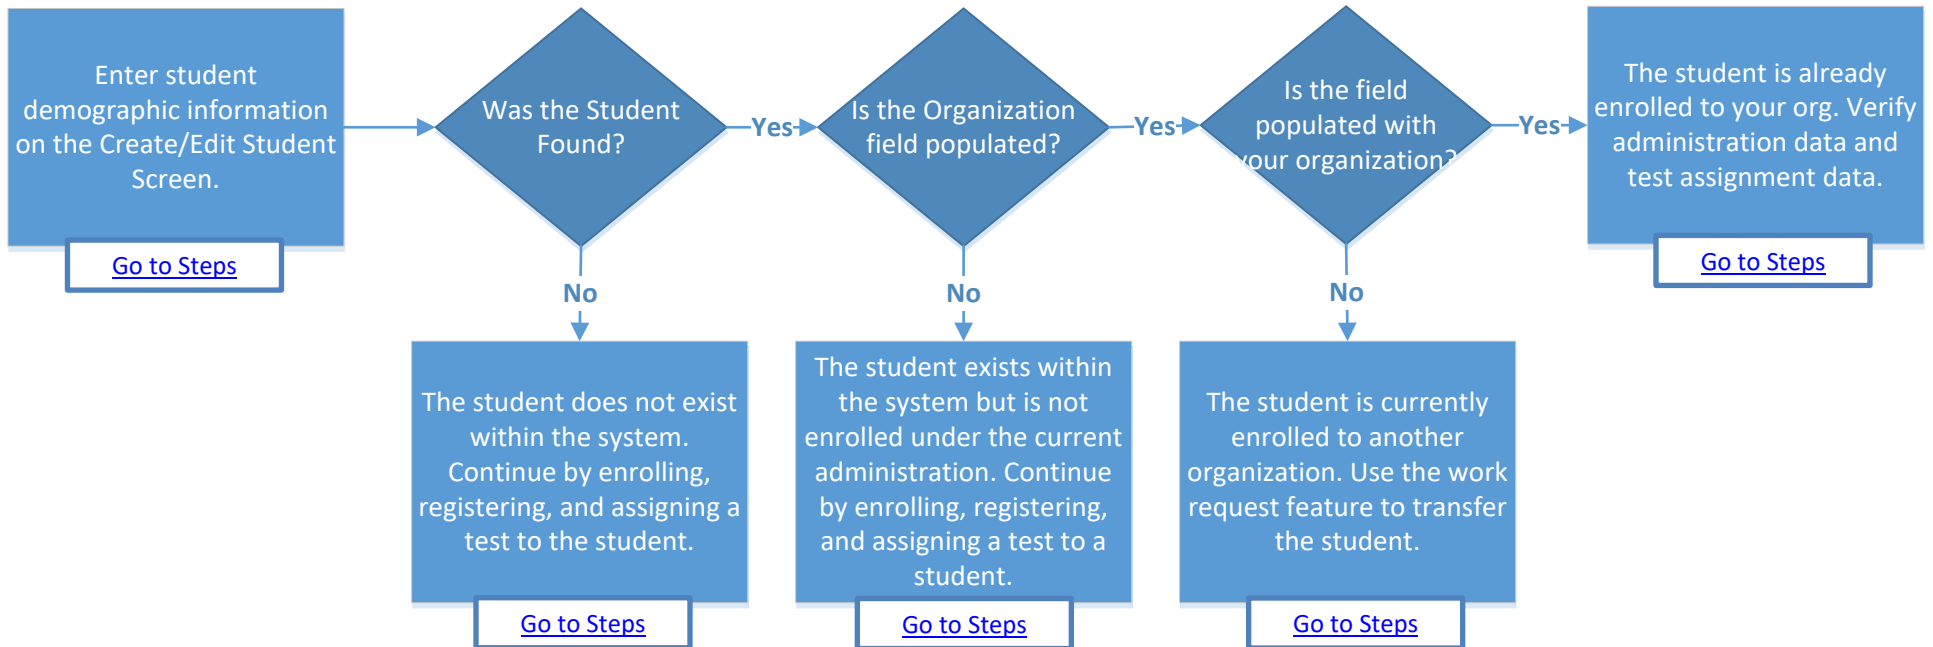 Enter student
demographic information
on the Create/Edit Student
Screen.
Go to Steps
Was the Student
Found?
Yes
No
Is the Organization
field populated?
Yes
No
Is the field
populated with
your organization?
Yes
No
The student is already
enrolled to your org. Verify
administration data and
test assignment data.
Go to Steps
The student does not exist
within the system.
Continue by enrolling,
registering, and assigning a
test to the student.
Go to Steps
The student exists within
the system but is not
enrolled under the current
administration. Continue
by enrolling, registering,
and assigning a test to a
student.
Go to Steps
The student is currently
enrolled to another
organization. Use the work
request feature to transfer
the student.
Go to Steps